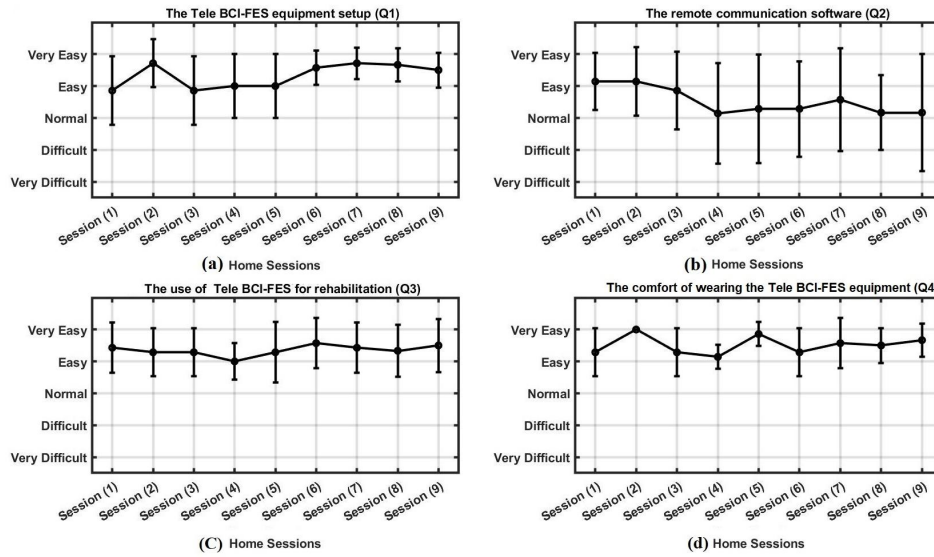 The Tele BCI-FES equipment setup (Q1)
Very Easy
Easy
Normal
Difficult
Very Difficult
Session (1)
Session (2)
Session (3)
Session (4)
Session (5)
Session (6)
Session (7)
Session (8)
Session (9)
(a) Home Sessions
The remote communication software (Q2)
Very Easy
Easy
Normal
Difficult
Very Difficult
Session (1)
Session (2)
Session (3)
Session (4)
Session (5)
Session (6)
Session (7)
Session (8)
Session (9)
(b) Home Sessions
The use of Tele BCI-FES for rehabilitation (Q3)
Very Easy
Easy
Normal
Difficult
Very Difficult
Session (1)
Session (2)
Session (3)
Session (4)
Session (5)
Session (6)
Session (7)
Session (8)
Session (9)
(C) Home Sessions
The comfort of wearing the Tele BCI-FES equipment (Q4
Very Easy
Easy
Normal
Difficult
Very Difficult
Session (1)
Session (2)
Session (3)
Session (4)
Session (5)
Session (6)
Session (7)
Session (8)
Session (9)
(d) Home Sessions